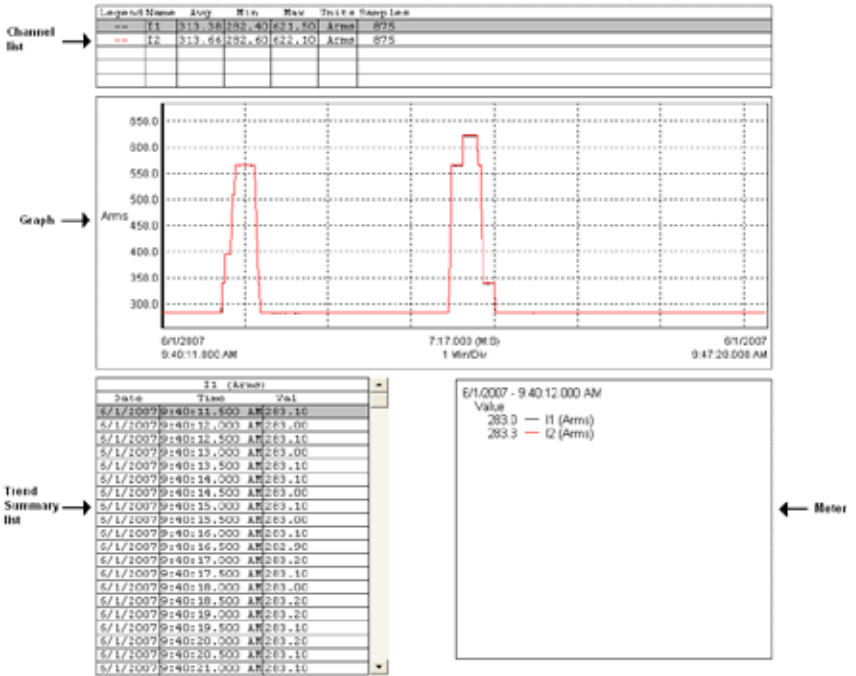 Channel list
Legend Name Avg Min Max Units Samples
-- I1 313.38 282.40 621.50 Arms 875
-- I2 313.66 282.60 622.10 Arms 875
Graph
Arms
650.0
600.0
550.0
500.0
450.0
400.0
350.0
300.0
6/1/2007 7:17.000 (M:S) 6/1/2007
9:40:11.000 AM 1 Min/Div 9:47:28.000 AM
Trend Summary list
I1 (Arms)
Date Time Val
6/1/2007 9:40:11.500 AM 283.10
6/1/2007 9:40:12.000 AM 283.00
6/1/2007 9:40:12.500 AM 283.10
6/1/2007 9:40:13.000 AM 283.00
6/1/2007 9:40:13.500 AM 283.10
6/1/2007 9:40:14.000 AM 283.10
6/1/2007 9:40:14.500 AM 283.00
6/1/2007 9:40:15.000 AM 283.10
6/1/2007 9:40:15.500 AM 283.00
6/1/2007 9:40:16.000 AM 283.10
6/1/2007 9:40:16.500 AM 282.90
6/1/2007 9:40:17.000 AM 283.20
6/1/2007 9:40:17.500 AM 283.10
6/1/2007 9:40:18.000 AM 283.00
6/1/2007 9:40:18.500 AM 283.20
6/1/2007 9:40:19.000 AM 283.20
6/1/2007 9:40:19.500 AM 283.10
6/1/2007 9:40:20.000 AM 283.20
6/1/2007 9:40:20.500 AM 283.10
6/1/2007 9:40:21.000 AM 283.10
6/1/2007 - 9:40:12.000 AM
Value
283.0 — I1 (Arms)
283.3 — I2 (Arms)
Meter